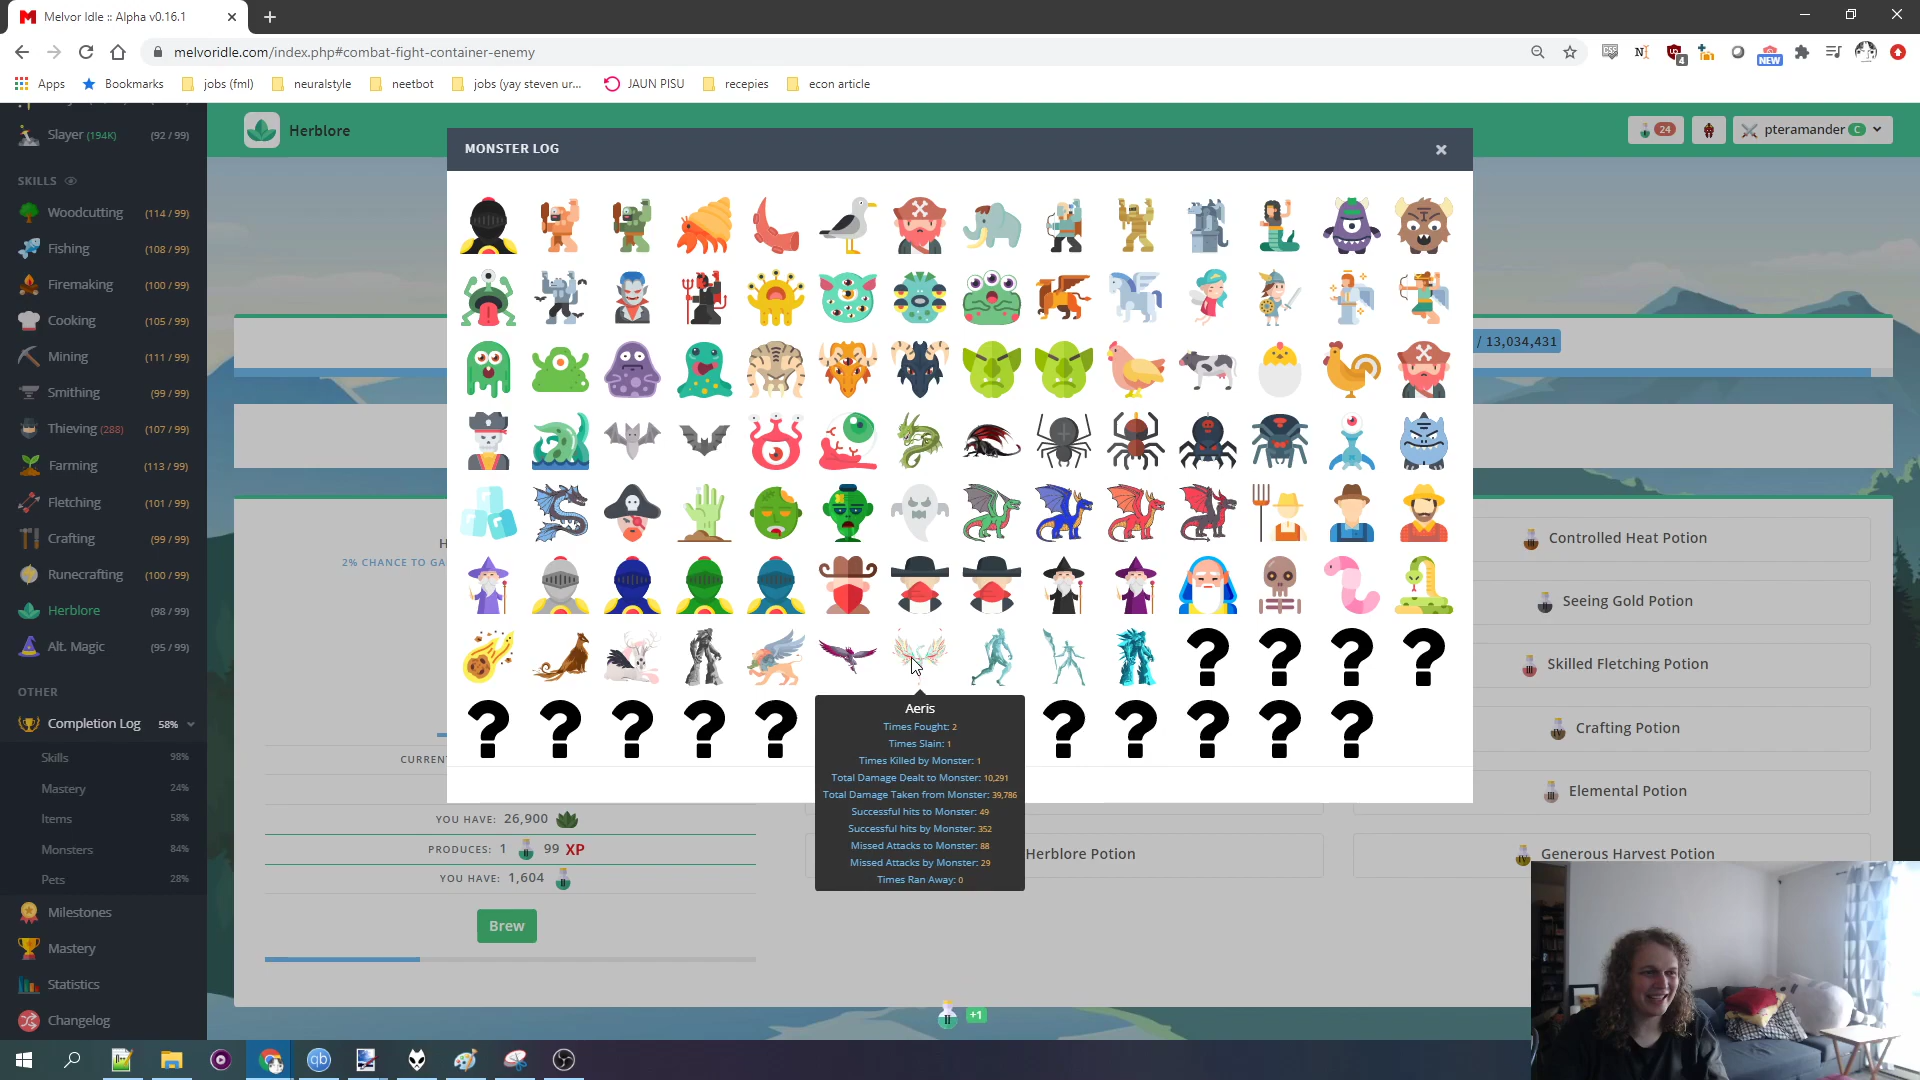 Melvor Idle :: Alpha v0.16.1
melvoridle.com/index.php#combat-fight-container-enemy
4
NEW
Apps
Bookmarks
jobs (fml)
neuralstyle
neetbot
jobs (yay steven ur...
JAUN PISU
recepies
econ article
Slayer (194K) (92 / 99)
SKILLS
Woodcutting (114 / 99)
Fishing (108 / 99)
Firemaking (100 / 99)
Cooking (105 / 99)
Mining (111 / 99)
Smithing (99 / 99)
Thieving (288) (107 / 99)
Farming (113 / 99)
Fletching (101 / 99)
Crafting (99 / 99)
Runecrafting (100 / 99)
Herblore (98 / 99)
Alt. Magic (95 / 99)
OTHER
Completion Log 58%
Skills 98%
Mastery 24%
Items 58%
Monsters 84%
Pets 28%
Milestones
Mastery
Statistics
Changelog
Herblore
24
pteramander C
MONSTER LOG
/ 13,034,431
H
2% CHANCE TO GA
CURREN
? ? ? ?
? ? ? ? ? ? ? ? ? ?
Aeris
Times Fought: 2
Times Slain: 1
Times Killed by Monster: 1
Total Damage Dealt to Monster: 10,291
Total Damage Taken from Monster: 39,786
Successful hits to Monster: 49
Successful hits by Monster: 352
Missed Attacks to Monster: 88
Missed Attacks by Monster: 29
Times Ran Away: 0
YOU HAVE: 26,900
PRODUCES: 1 99 XP
YOU HAVE: 1,604
Brew
Herblore Potion
Controlled Heat Potion
Seeing Gold Potion
Skilled Fletching Potion
Crafting Potion
Elemental Potion
Generous Harvest Potion
+1
qb